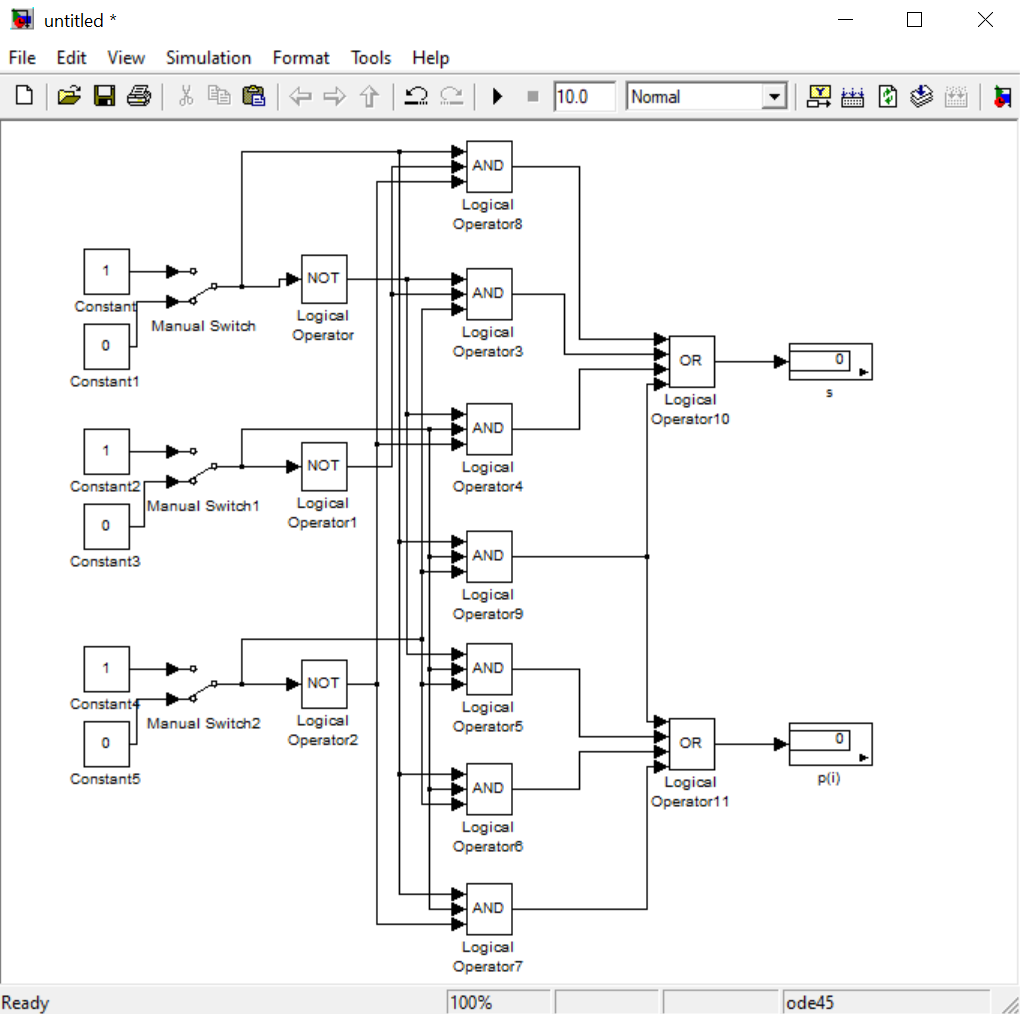 untitled *
File Edit View Simulation Format Tools Help
10.0 Normal
AND
Logical
Operator8
1
Constant
NOT
Logical
Operator
AND
Logical
Operator3
Manual Switch
0
Constant1
OR
Logical
Operator10
0
s
1
Constant2
NOT
Logical
Operator1
AND
Logical
Operator4
Manual Switch1
0
Constant3
AND
Logical
Operator9
1
Constant4
NOT
Logical
Operator2
AND
Logical
Operator5
Manual Switch2
0
Constant5
OR
Logical
Operator11
0
p(i)
AND
Logical
Operator6
AND
Logical
Operator7
Ready 100% ode45